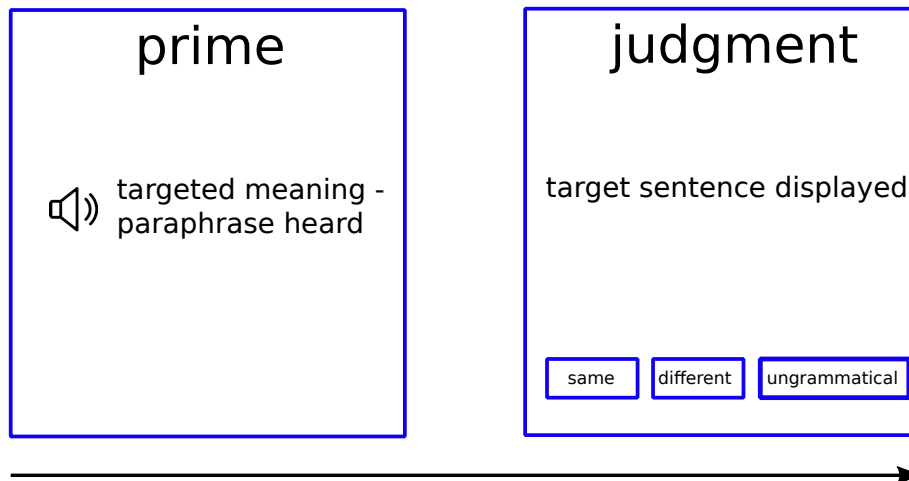 prime
targeted meaning -
paraphrase heard
judgment
target sentence displayed
same
different
ungrammatical